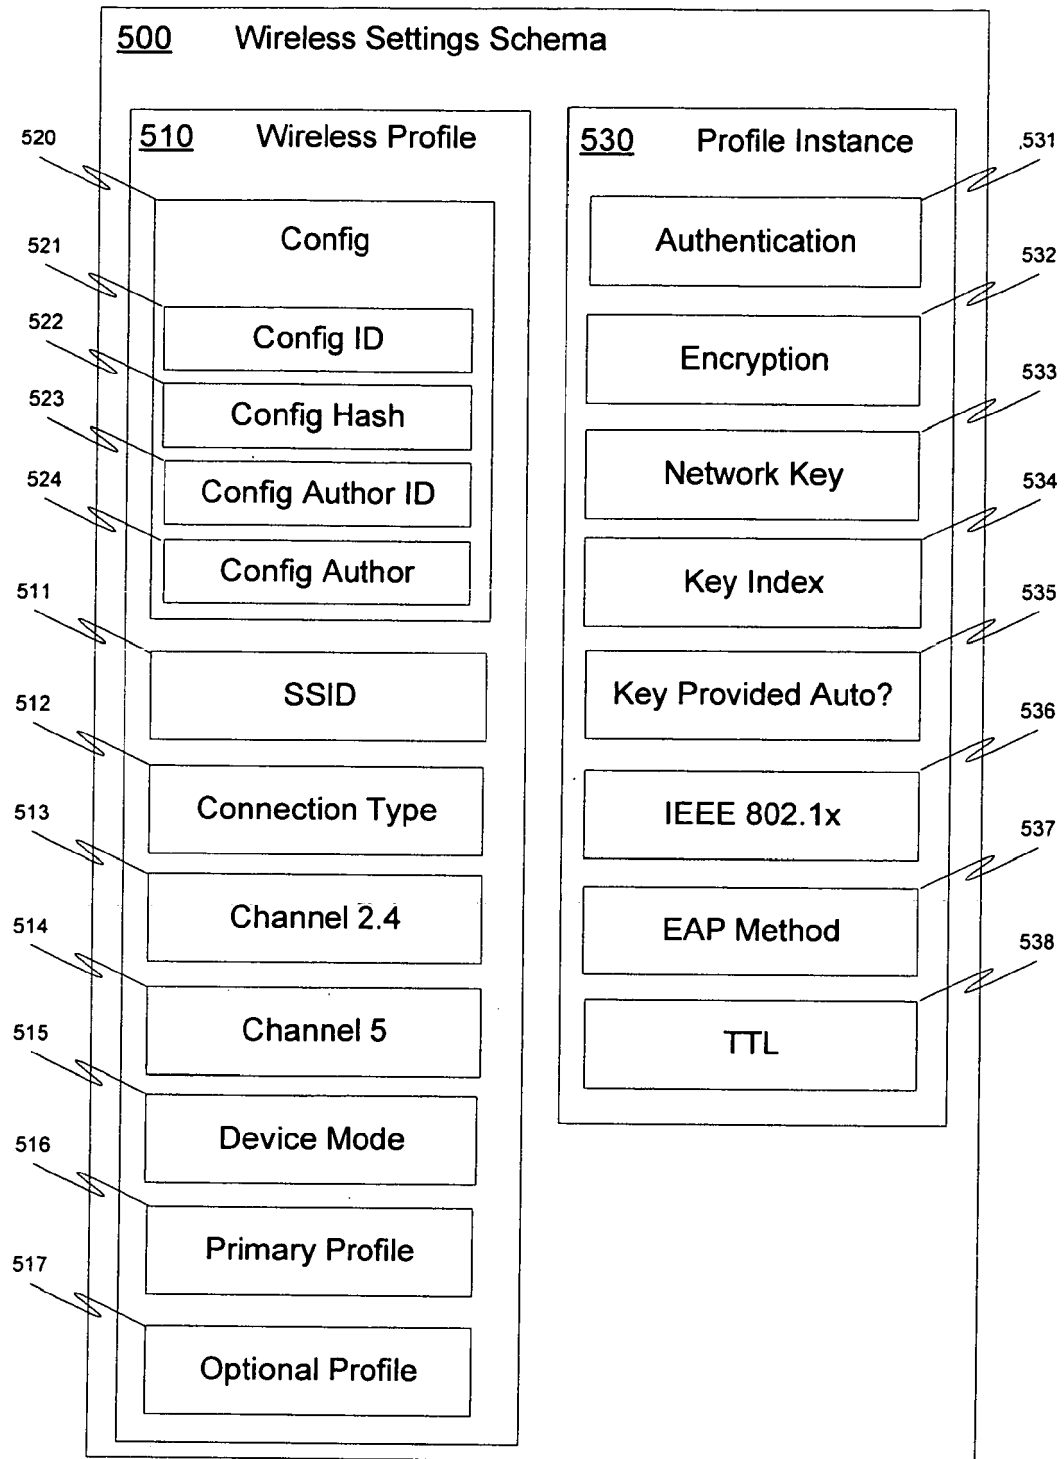 500 Wireless Settings Schema
510 Wireless Profile
520
Config
521
Config ID
522
Config Hash
523
Config Author ID
524
Config Author
511
SSID
512
Connection Type
513
Channel 2.4
514
Channel 5
515
Device Mode
516
Primary Profile
517
Optional Profile
530 Profile Instance
531
Authentication
532
Encryption
533
Network Key
534
Key Index
535
Key Provided Auto?
536
IEEE 802.1x
537
EAP Method
538
TTL